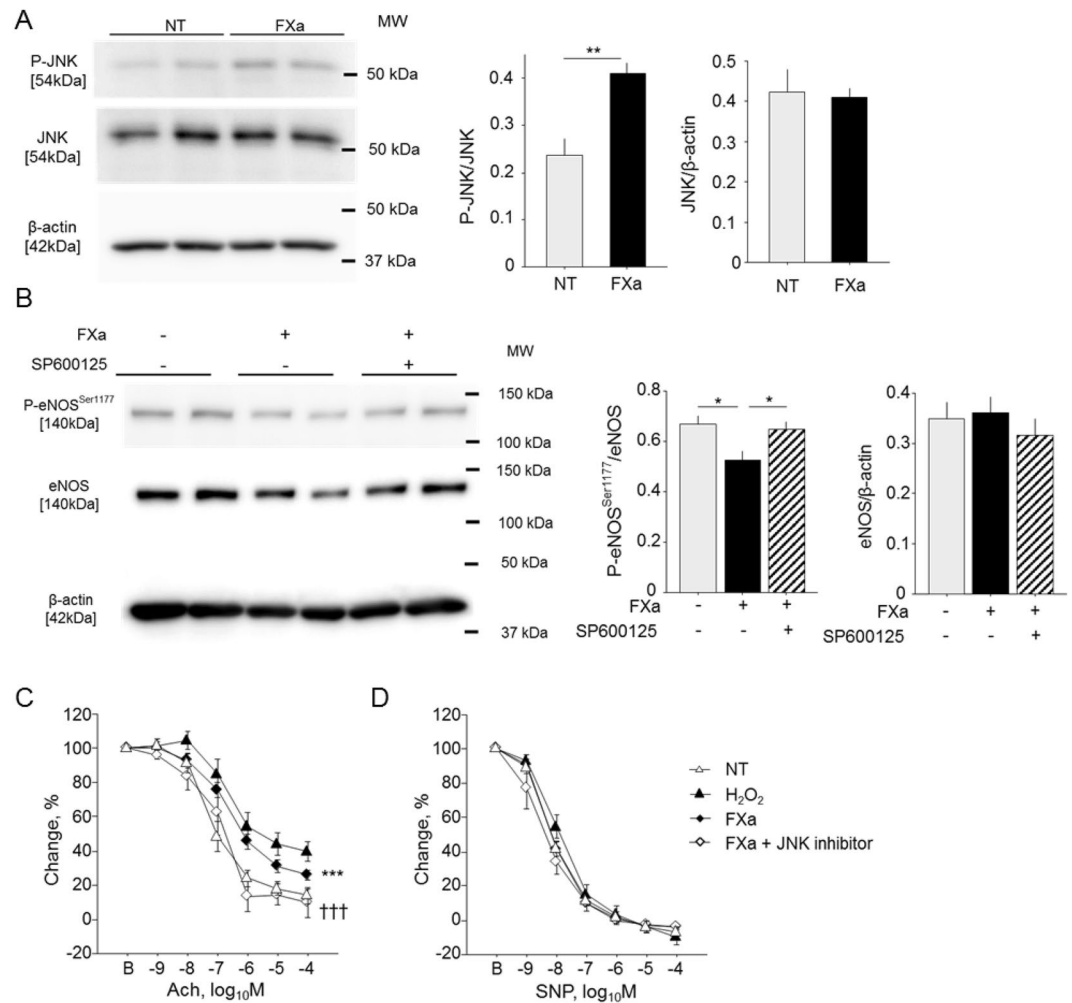 A
NT FXa MW
P-JNK
[54kDa]
50 kDa
JNK
[54kDa]
50 kDa
50 kDa
β-actin
[42kDa]
37 kDa
P-JNK/JNK
0.4
0.3
0.2
0.1
0
**
NT FXa
JNK/β-actin
0.5
0.4
0.3
0.2
0.1
0
NT FXa
B
FXa - + +
SP600125 - - +
MW
P-eNOS^Ser1177
[140kDa]
150 kDa
100 kDa
eNOS
[140kDa]
150 kDa
100 kDa
50 kDa
β-actin
[42kDa]
37 kDa
P-eNOS^Ser1177/eNOS
0.8
0.6
0.4
0.2
0
* *
FXa - + +
SP600125 - - +
eNOS/β-actin
0.4
0.3
0.2
0.1
0
FXa - + +
SP600125 - - +
C
Change, %
120
100
80
60
40
20
0
-20
***
†††
B -9 -8 -7 -6 -5 -4
Ach, log₁₀M
D
Change, %
120
100
80
60
40
20
0
-20
B -9 -8 -7 -6 -5 -4
SNP, log₁₀M
NT
H₂O₂
FXa
FXa + JNK inhibitor